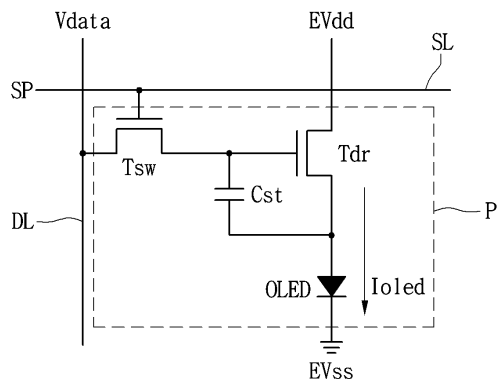 Vdata
EVdd
SL
SP
Tsw
Tdr
Cst
DL
P
OLED
Ioled
EVss